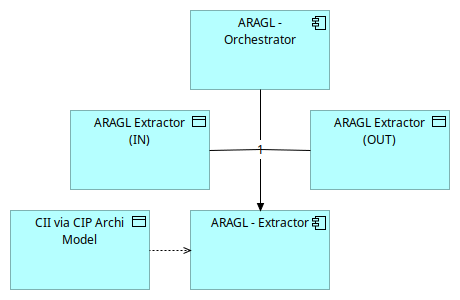 ARAGL -
Orchestrator
ARAGL Extractor
(IN)
ARAGL Extractor
(OUT)
1
CII via CIP Archi
Model
ARAGL - Extractor